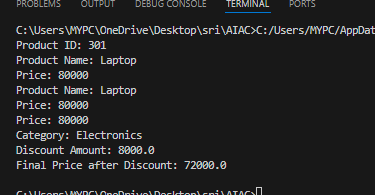 PROBLEMS OUTPUT DEBUG CONSOLE TERMINAL PORTS
C:\Users\MYPC\OneDrive\Desktop\sri\ATAC>C:/Users/MYPC/AppDat
Product ID: 301
Product Name: Laptop
Price: 80000
Product Name: Laptop
Price: 80000
Price: 80000
Category: Electronics
Discount Amount: 8000.0
Final Price after Discount: 72000.0
C:\Users\MYPC\OneDrive\Desktop\sri\ATAC>